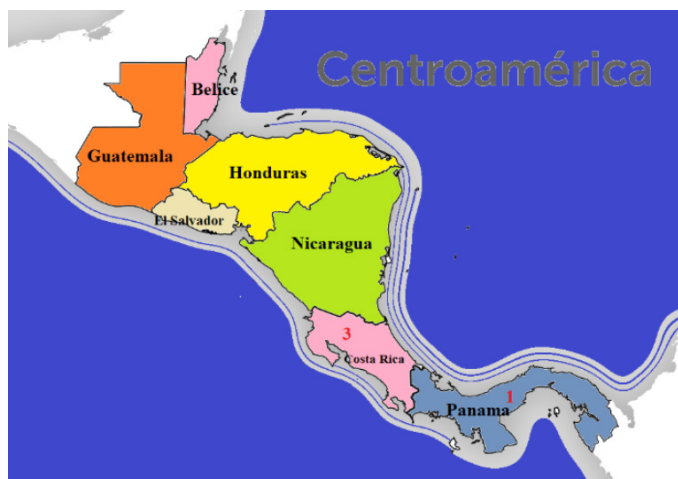 Centroamérica
Belice
Guatemala
Honduras
El Salvador
Nicaragua
3
Costa Rica
1
Panama